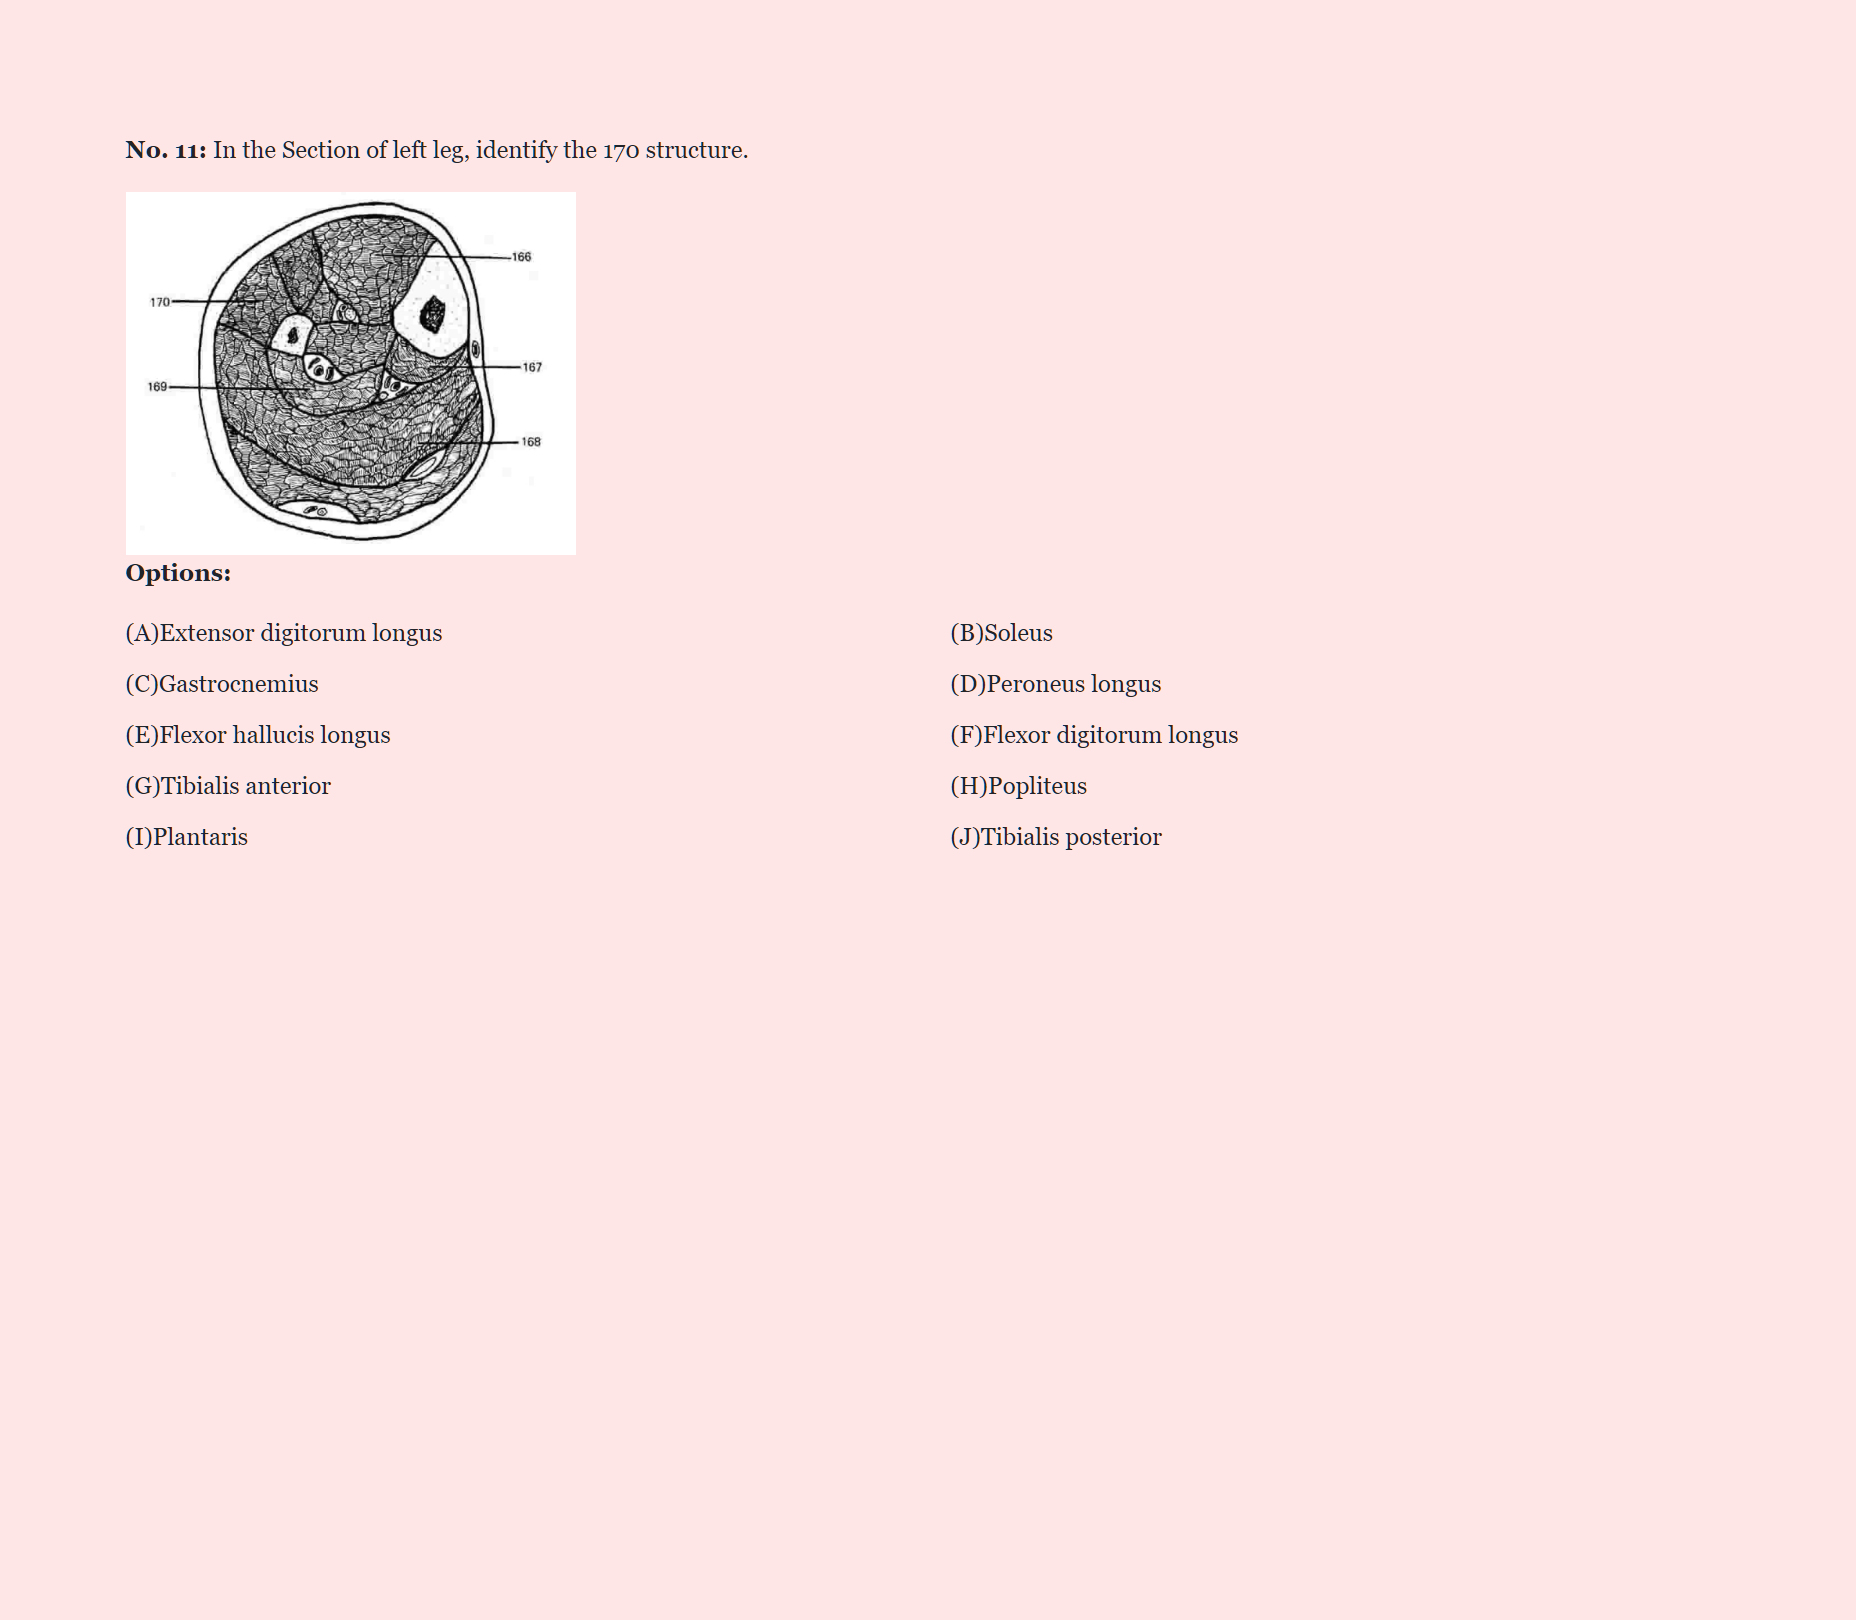 No. 11: In the Section of left leg, identify the 170 structure.
166
170
167
169
168
Options:
(A)Extensor digitorum longus
(B)Soleus
(C)Gastrocnemius
(D)Peroneus longus
(E)Flexor hallucis longus
(F)Flexor digitorum longus
(G)Tibialis anterior
(H)Popliteus
(I)Plantaris
(J)Tibialis posterior